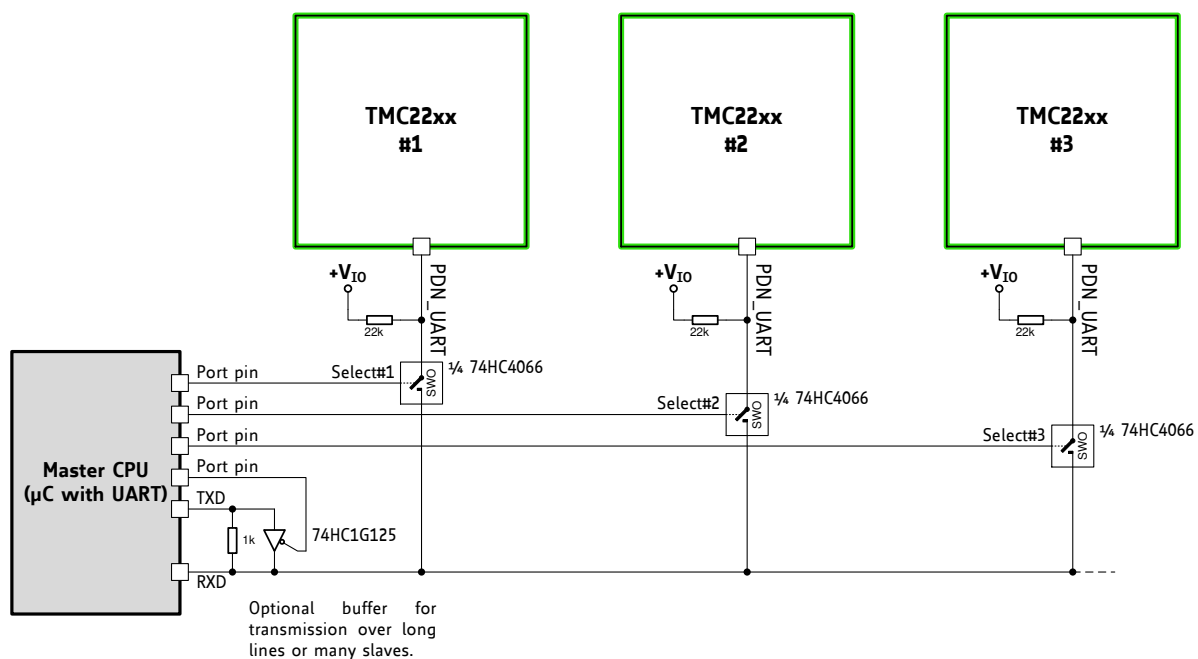 TMC22xx
#1
TMC22xx
#2
TMC22xx
#3
+VIO
22k
PDN_UART
+VIO
22k
PDN_UART
+VIO
22k
PDN_UART
Master CPU
(µC with UART)
Port pin
Select#1
SWO
¼ 74HC4066
Port pin
Select#2
SWO
¼ 74HC4066
Port pin
Select#3
SWO
¼ 74HC4066
Port pin
TXD
1k
74HC1G125
RXD
Optional buffer for
transmission over long
lines or many slaves.